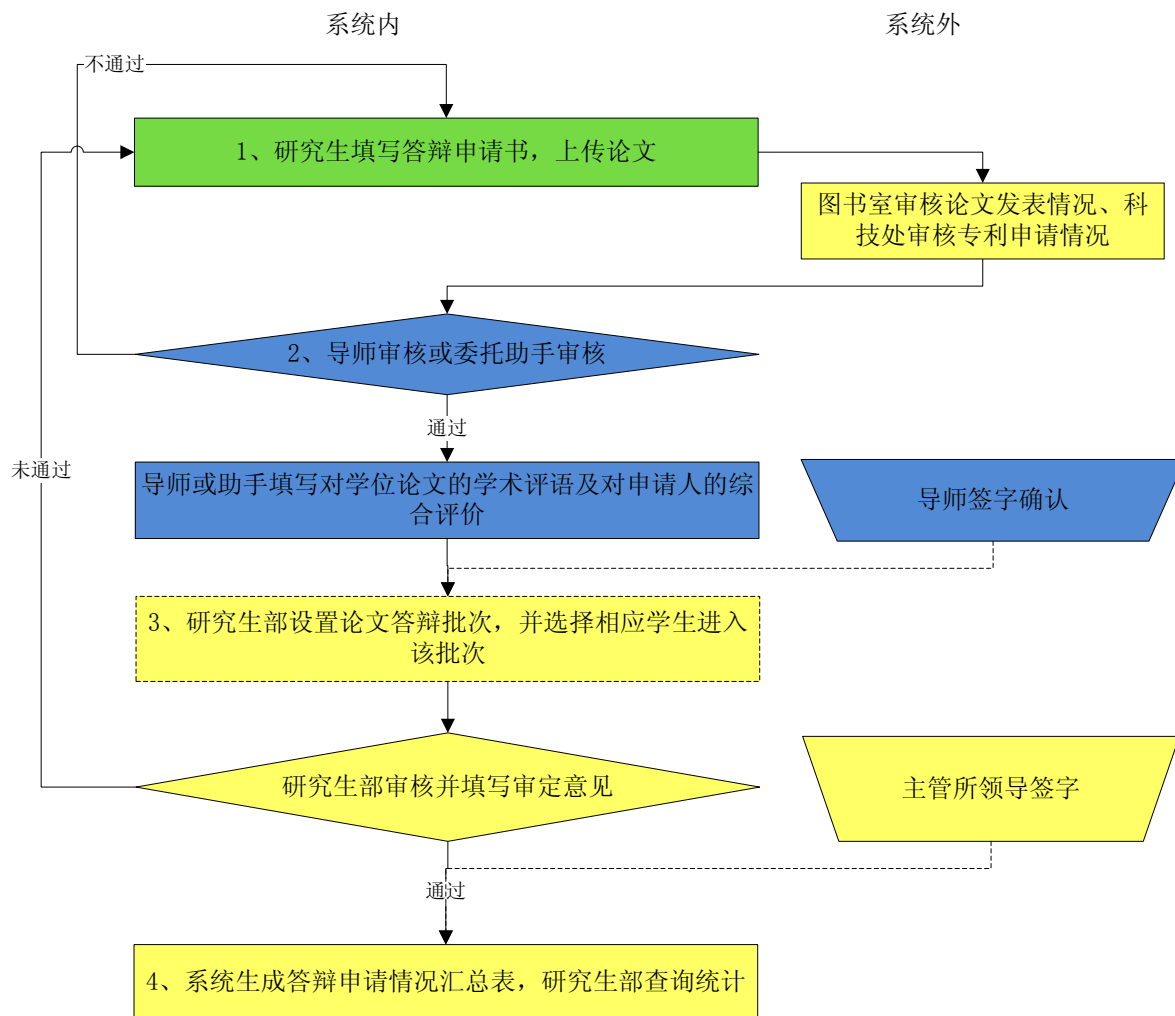 系统内
系统外
不通过
1、研究生填写答辩申请书，上传论文
图书室审核论文发表情况、科
技处审核专利申请情况
2、导师审核或委托助手审核
通过
未通过
导师或助手填写对学位论文的学术评语及对申请人的综
合评价
导师签字确认
3、研究生部设置论文答辩批次，并选择相应学生进入
该批次
研究生部审核并填写审定意见
主管所领导签字
通过
4、系统生成答辩申请情况汇总表，研究生部查询统计